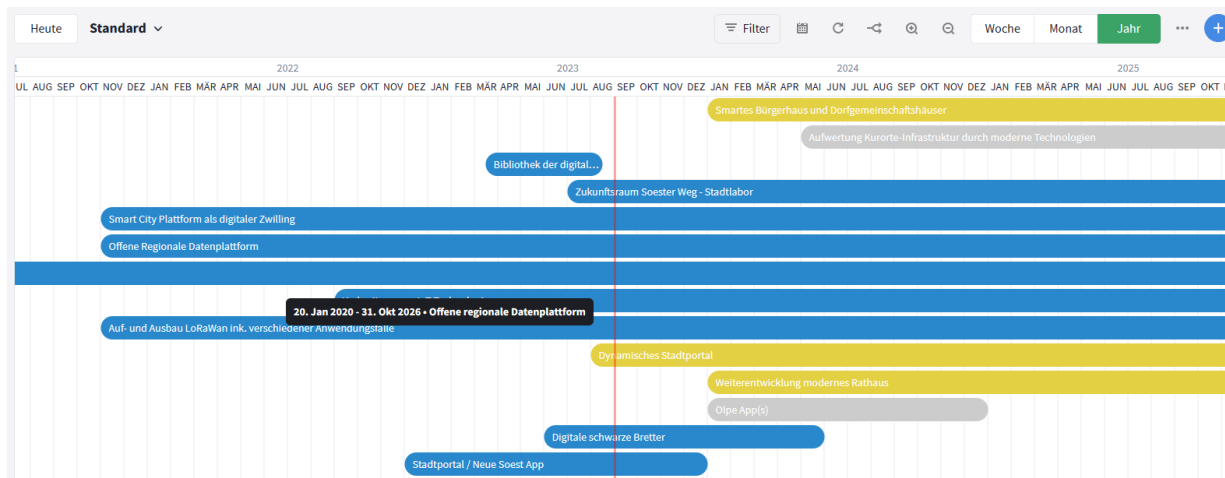 Heute Standard Filter Woche Monat Jahr
1 2022 2023 2024 2025
UL AUG SEP OKT NOV DEZ JAN FEB MÄR APR MAI JUN JUL AUG SEP OKT NOV DEZ JAN FEB MÄR APR MAI JUN JUL AUG SEP OKT NOV DEZ JAN FEB MÄR APR MAI JUN JUL AUG SEP OKT NOV DEZ JAN FEB MÄR APR MAI JUN JUL AUG SEP OKT
Smartes Bürgerhaus und Dorfgemeinschaftshäuser
Aufwertung Kurorte-Infrastruktur durch moderne Technologien
Bibliothek der digital...
Zukunftsraum Soester Weg - Stadtlabor
Smart City Plattform als digitaler Zwilling
Offene Regionale Datenplattform
20. Jan 2020 - 31. Okt 2026 • Offene regionale Datenplattform
Auf- und Ausbau LoRaWan ink. verschiedener Anwendungsfälle
Dynamisches Stadtportal
Weiterentwicklung modernes Rathaus
Olpe App(s)
Digitale schwarze Bretter
Stadtportal / Neue Soest App